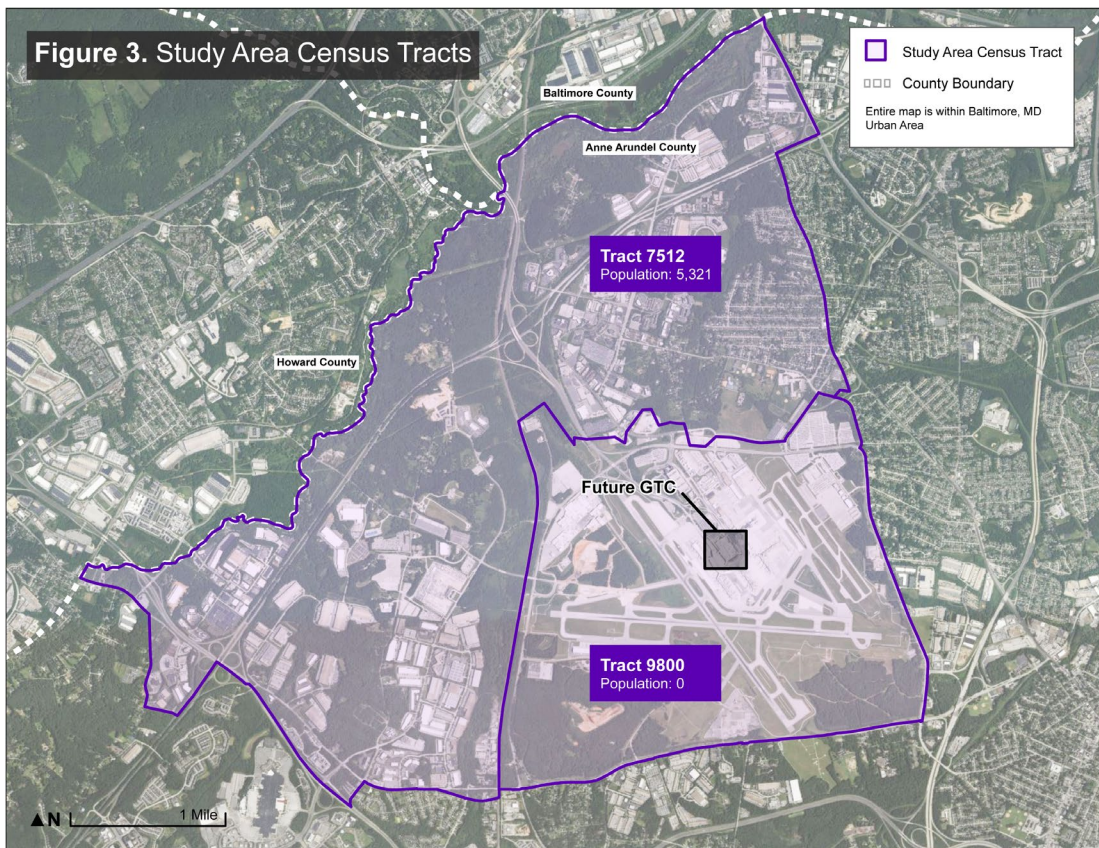 Figure 3. Study Area Census Tracts
Study Area Census Tract
County Boundary
Entire map is within Baltimore, MD
Urban Area
Baltimore County
Anne Arundel County
Tract 7512
Population: 5,321
Howard County
Future GTC
Tract 9800
Population: 0
▲N 1 Mile